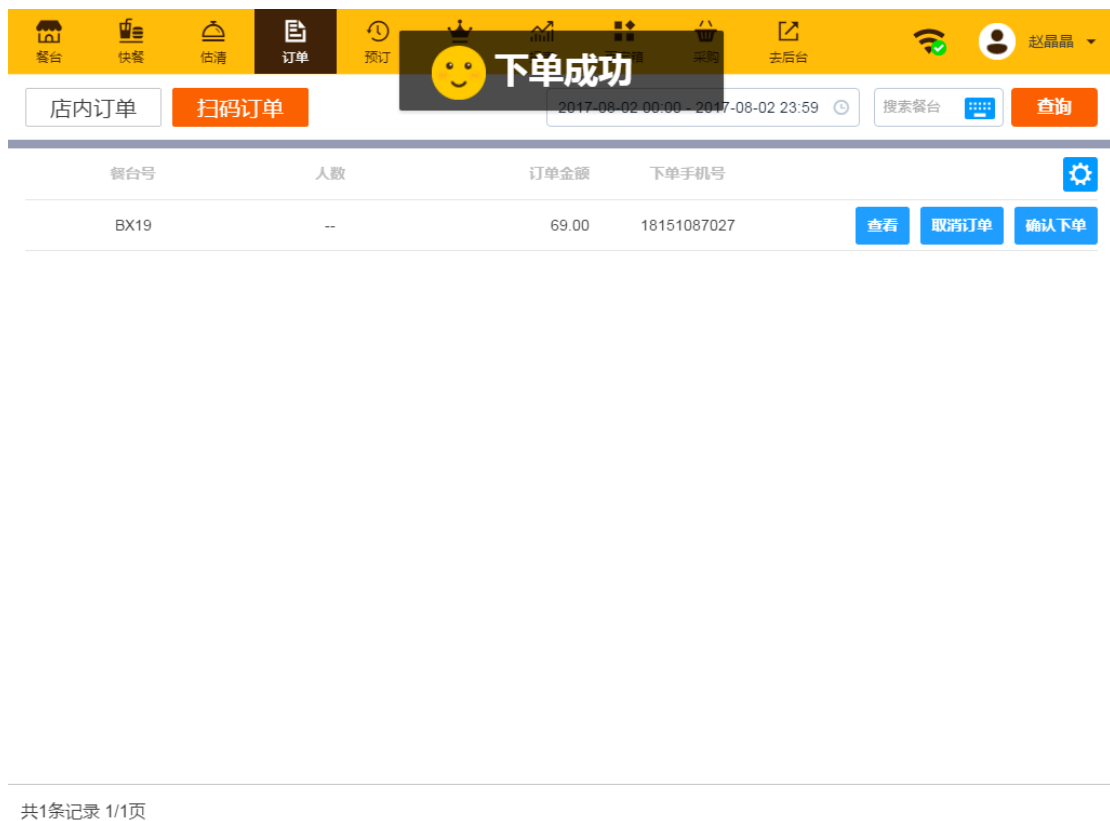 餐台 快餐 估清 订单 预订 采购 去后台 赵晶晶
下单成功
店内订单 扫码订单 2017-08-02 00:00 - 2017-08-02 23:59 搜索餐台 查询
餐台号 人数 订单金额 下单手机号
BX19 -- 69.00 18151087027 查看 取消订单 确认下单
共1条记录 1/1页